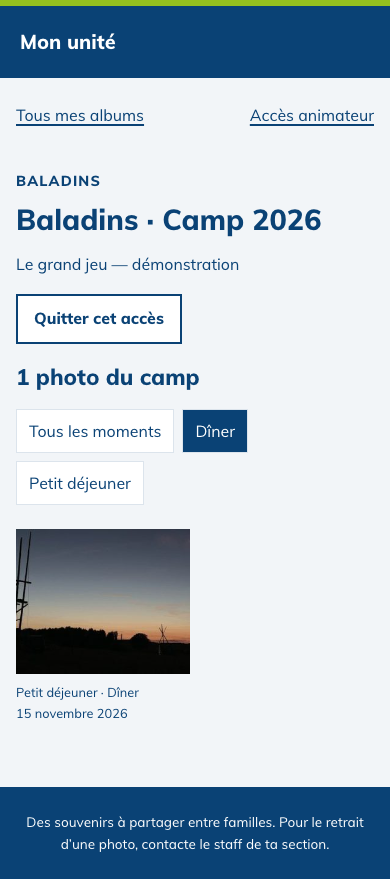 Mon unité
Tous mes albums
Accès animateur
BALADINS
Baladins · Camp 2026
Le grand jeu — démonstration
Quitter cet accès
1 photo du camp
Tous les moments
Dîner
Petit déjeuner
Petit déjeuner · Dîner
15 novembre 2026
Des souvenirs à partager entre familles. Pour le retrait
d’une photo, contacte le staff de ta section.